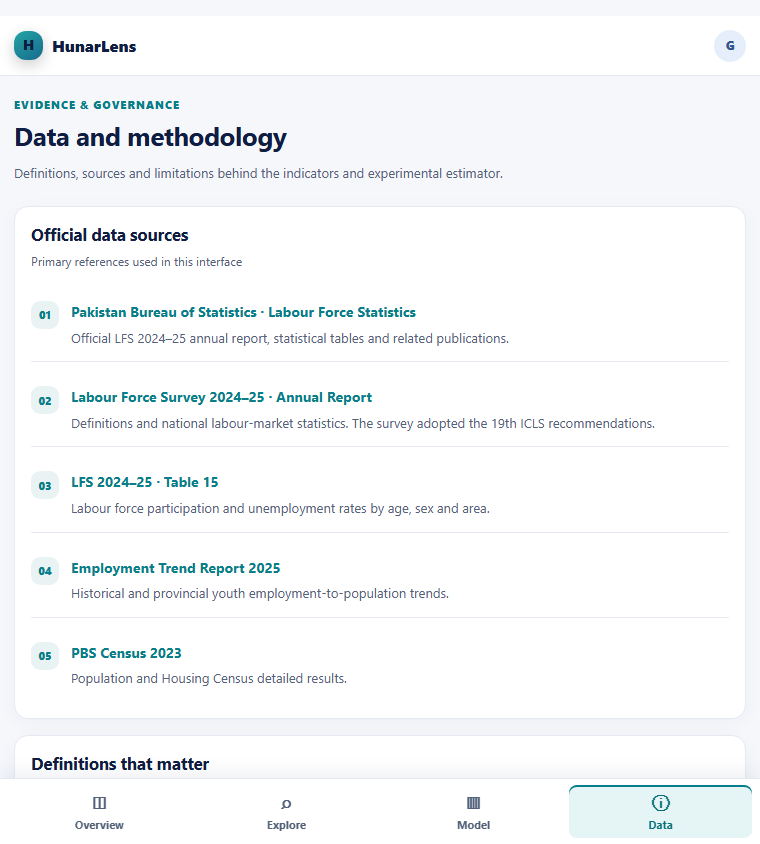 H HunarLens G
EVIDENCE & GOVERNANCE
Data and methodology
Definitions, sources and limitations behind the indicators and experimental estimator.
Official data sources
Primary references used in this interface
01 Pakistan Bureau of Statistics · Labour Force Statistics
Official LFS 2024–25 annual report, statistical tables and related publications.
02 Labour Force Survey 2024–25 · Annual Report
Definitions and national labour-market statistics. The survey adopted the 19th ICLS recommendations.
03 LFS 2024–25 · Table 15
Labour force participation and unemployment rates by age, sex and area.
04 Employment Trend Report 2025
Historical and provincial youth employment-to-population trends.
05 PBS Census 2023
Population and Housing Census detailed results.
Definitions that matter
Overview Explore Model Data